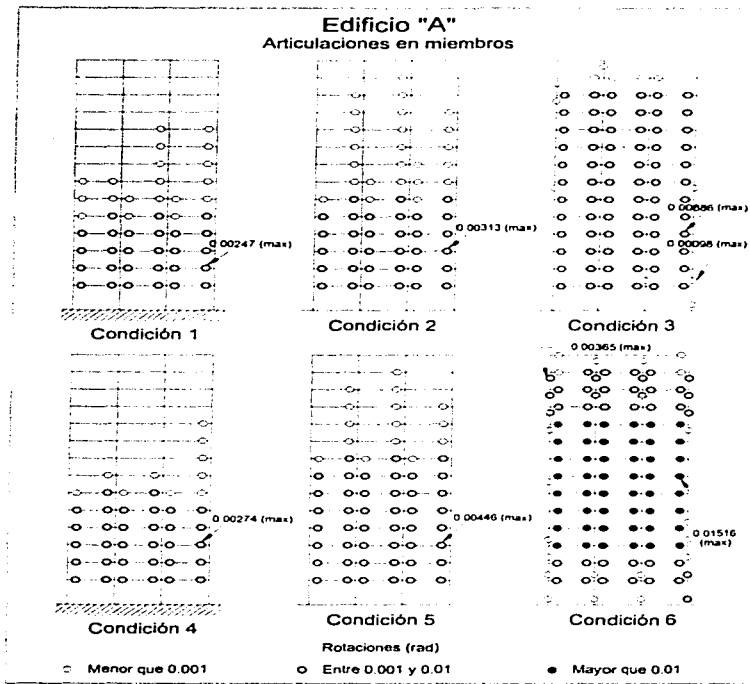 Edificio "A"
Articulaciones en miembros
0.00247 (max)
0.00313 (max)
0.00886 (max)
0.00098 (max)
Condición 1
Condición 2
Condición 3
0.00365 (max)
0.00274 (max)
0.00446 (max)
0.01516
(max)
Condición 4
Condición 5
Condición 6
Rotaciones (rad)
Menor que 0.001
Entre 0.001 y 0.01
Mayor que 0.01